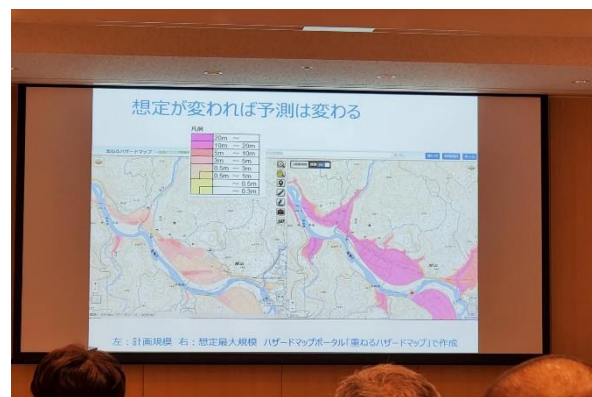 想定が変われば予測は変わる
凡例
20m ～
10m ～ 20m
5m ～ 10m
3m ～ 5m
0.5m ～ 3m
0.5m ～ 1m
～ 0.5m
～ 0.3m
重ねるハザードマップ
左：計画規模 右：想定最大規模 ハザードマップポータル「重ねるハザードマップ」で作成